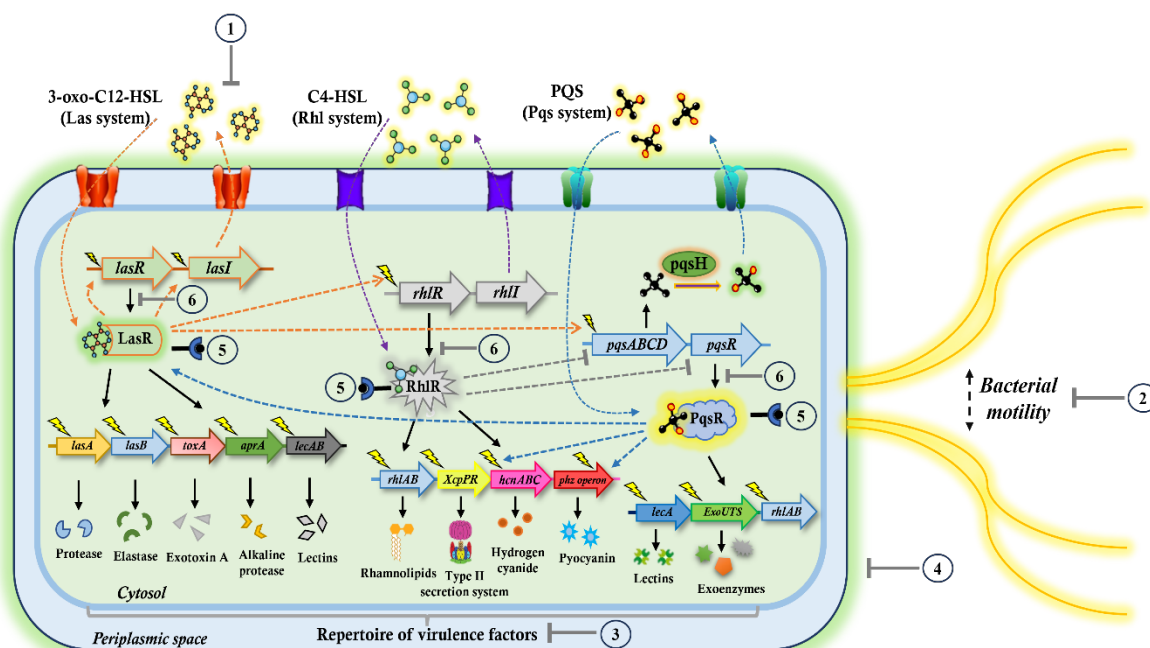 1
3-oxo-C12-HSL
(Las system)
C4-HSL
(Rhl system)
PQS
(Pqs system)
lasR
lasI
6
LasR
5
rhlR
rhlI
6
5
RhlR
pqsH
pqsABCD
pqsR
6
PqsR
5
Bacterial
motility
2
lasA
lasB
toxA
aprA
lecAB
Protease
Elastase
Exotoxin A
Alkaline
protease
Lectins
rhlAB
XcpPR
hcnABC
phz operon
Rhamnolipids
Type II
secretion system
Hydrogen
cyanide
Pyocyanin
lecA
ExoUTS
rhlAB
Lectins
Exoenzymes
4
Cytosol
Periplasmic space
Repertoire of virulence factors
3